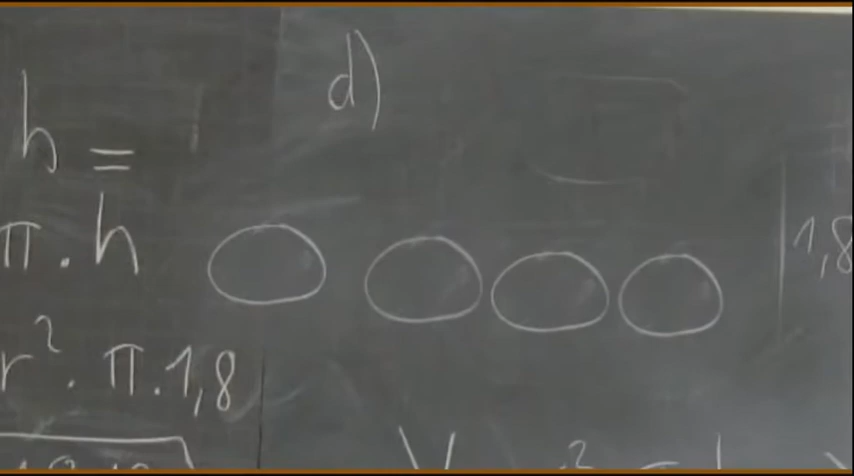 d)
h =
π . h
1,8
r² . π . 1,8